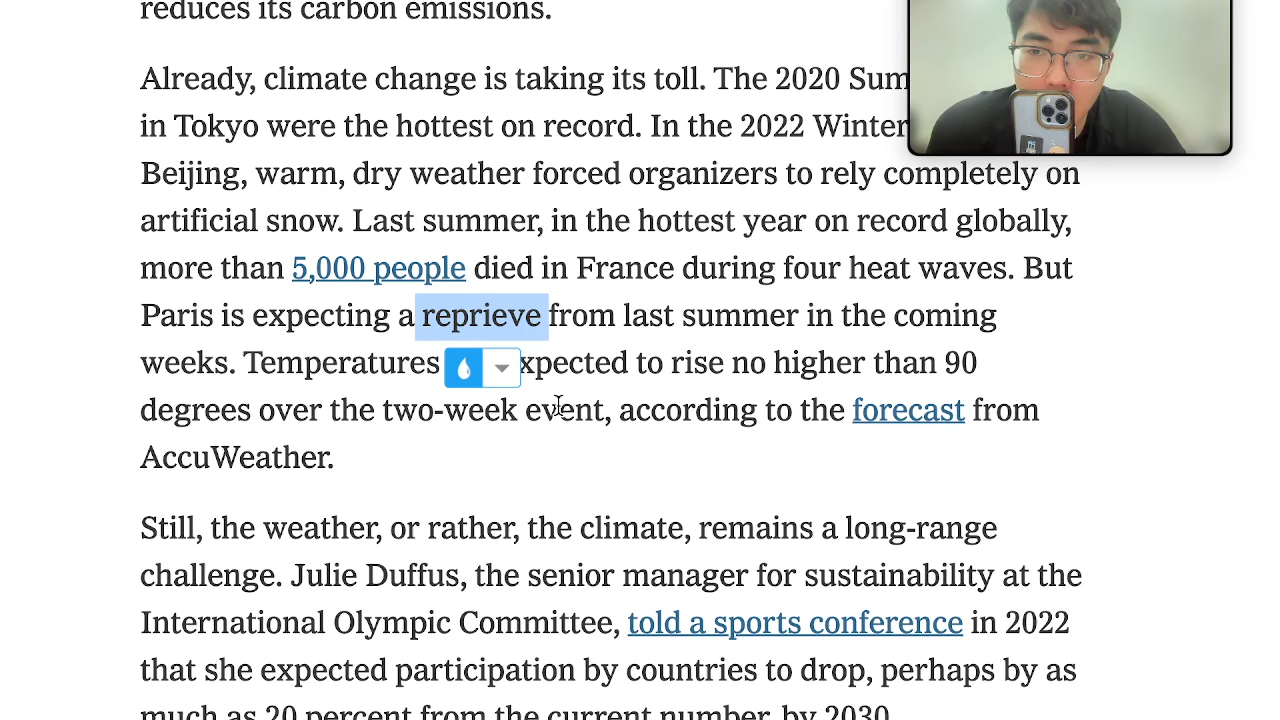 reduces its carbon emissions.
Already, climate change is taking its toll. The 2020 Sum
in Tokyo were the hottest on record. In the 2022 Winter
Beijing, warm, dry weather forced organizers to rely completely on
artificial snow. Last summer, in the hottest year on record globally,
more than 5,000 people died in France during four heat waves. But
Paris is expecting a reprieve from last summer in the coming
weeks. Temperatures xpected to rise no higher than 90
degrees over the two-week event, according to the forecast from
AccuWeather.
Still, the weather, or rather, the climate, remains a long-range
challenge. Julie Duffus, the senior manager for sustainability at the
International Olympic Committee, told a sports conference in 2022
that she expected participation by countries to drop, perhaps by as
much as 20 percent from the current number, by 2030.